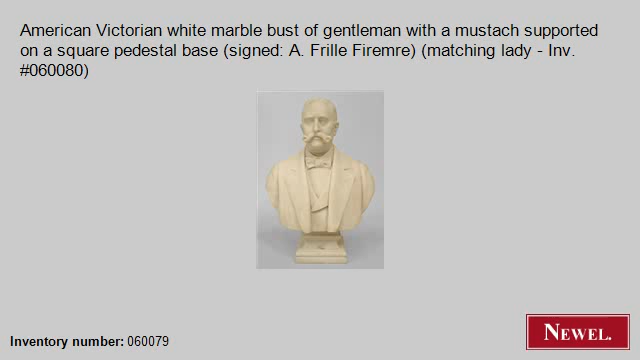 American Victorian white marble bust of gentleman with a mustach supported
on a square pedestal base (signed: A. Frille Firemre) (matching lady - Inv.
#060080)
Inventory number: 060079
NEWEL.